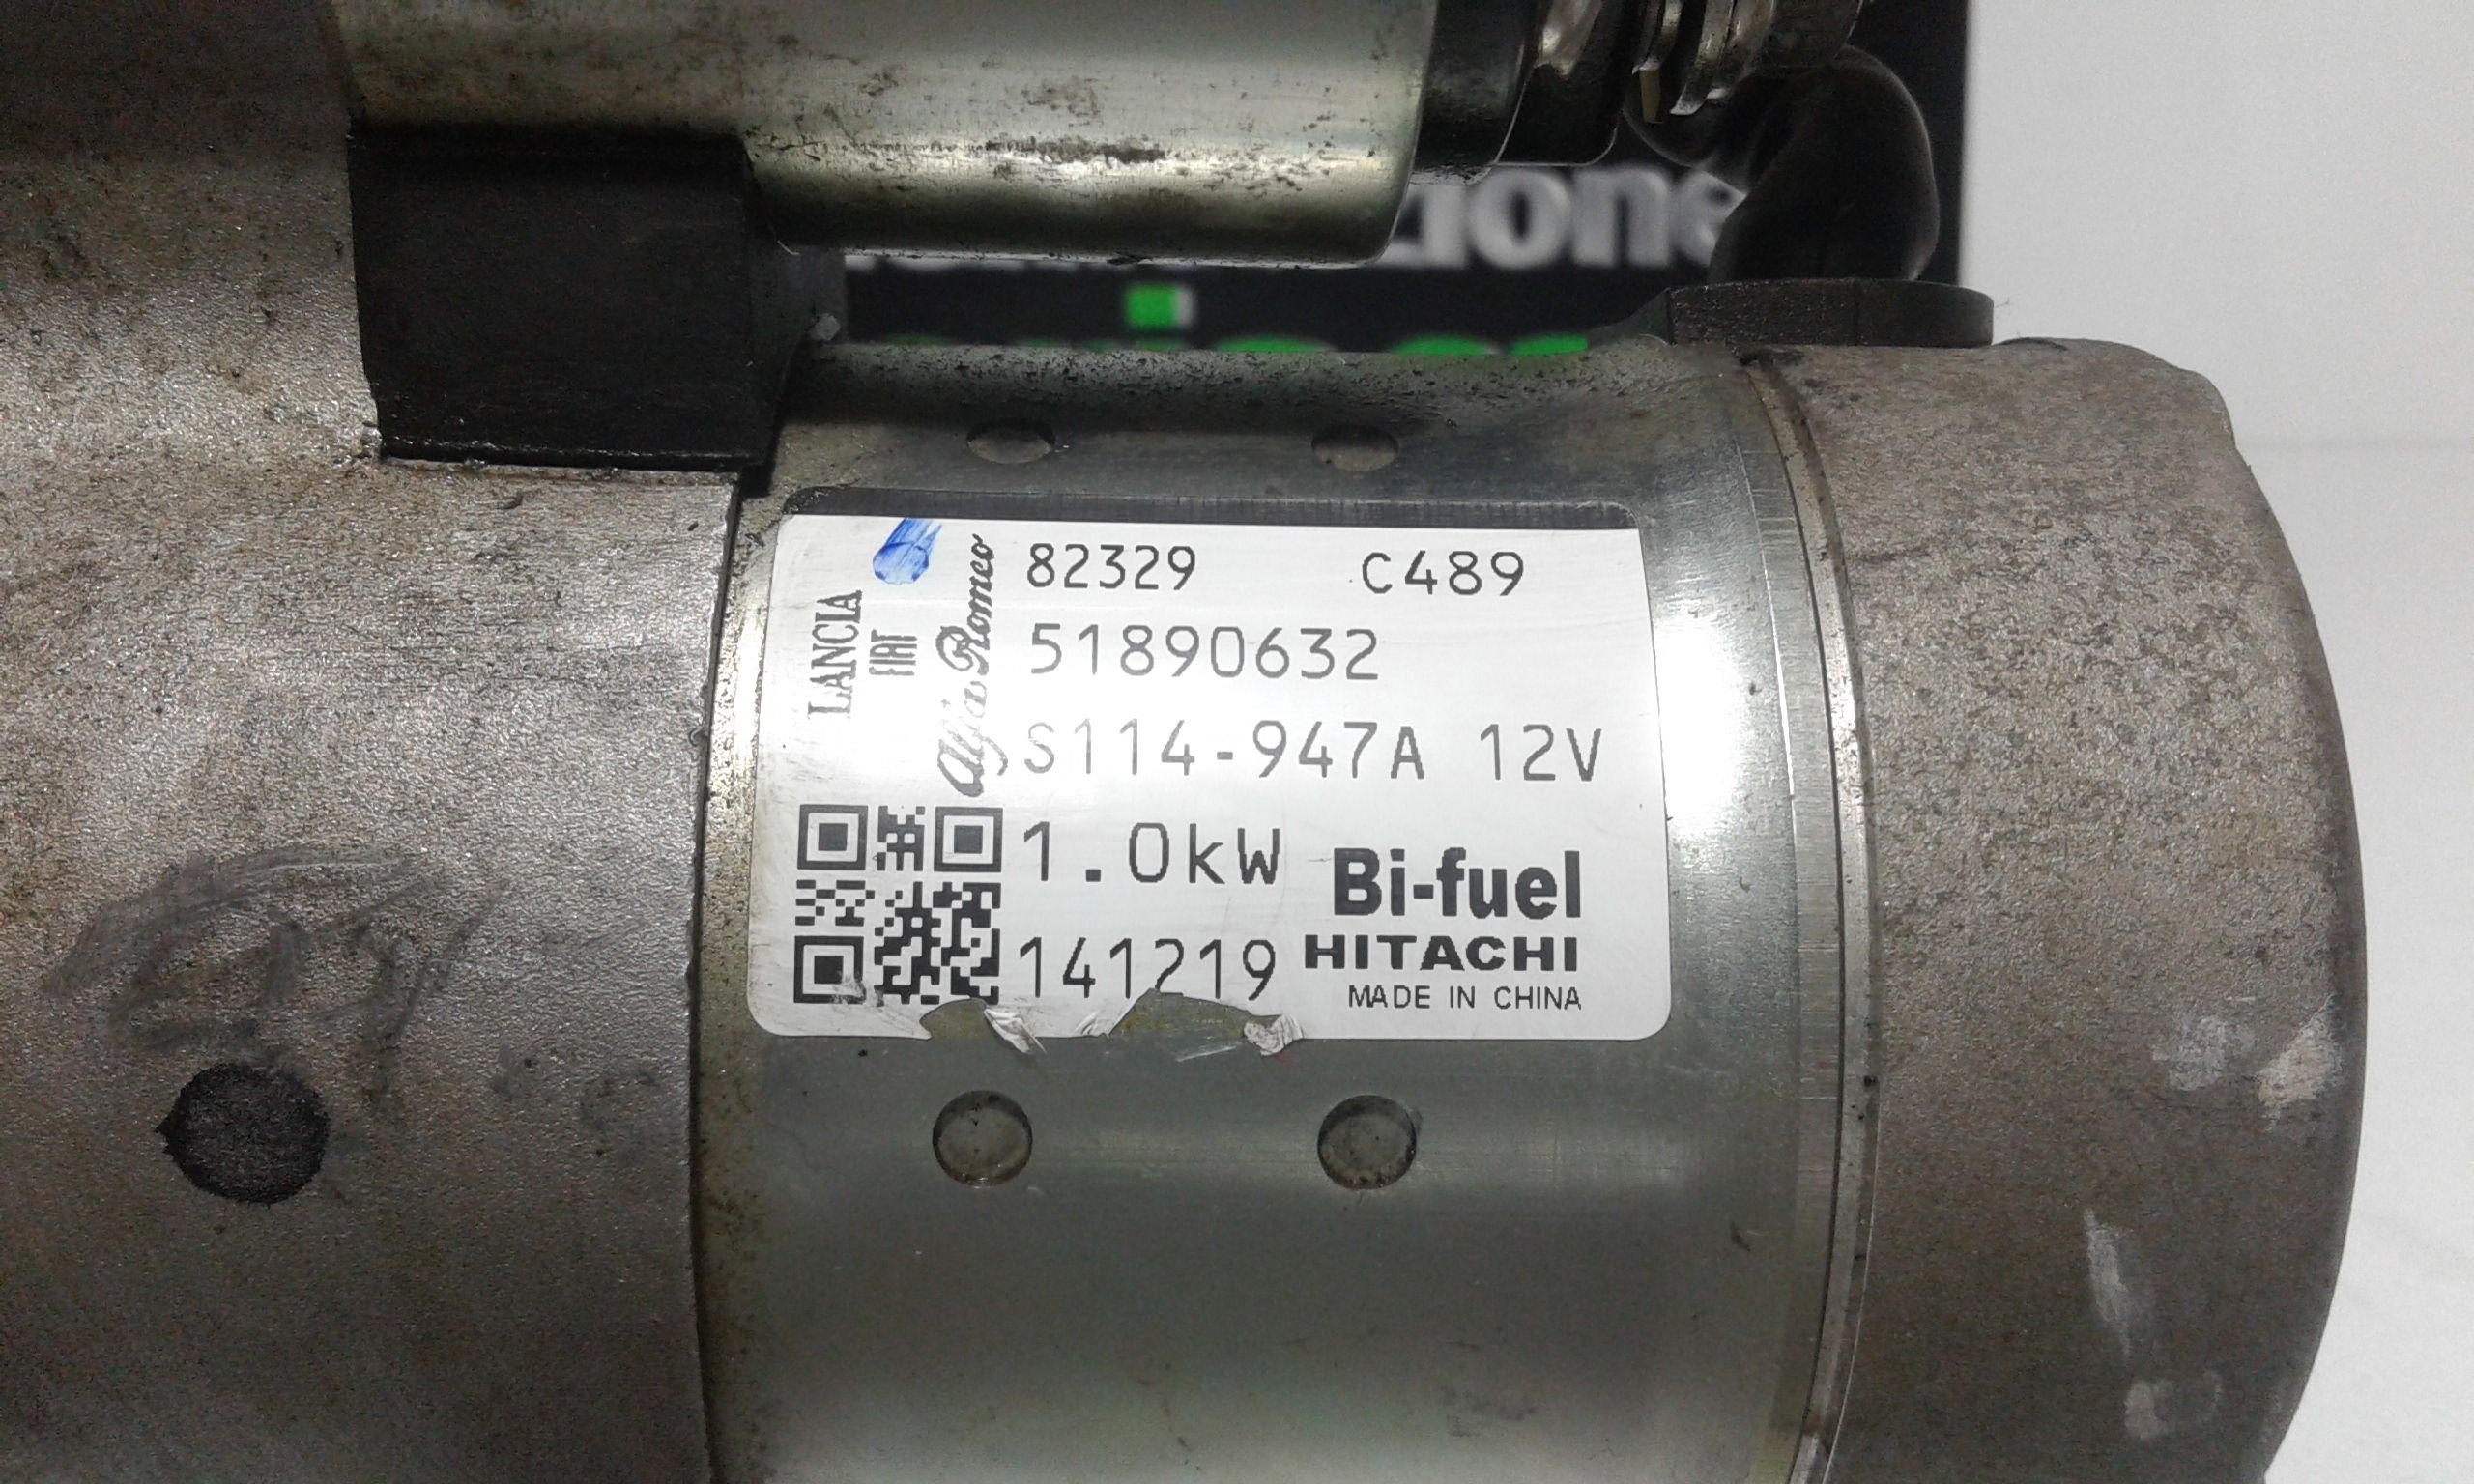 zione
LANCIA
FIAT
Alfa Romeo
82329 C489
51890632
S114-947A 12V
1.0kW
Bi-fuel
141219 HITACHI
MADE IN CHINA